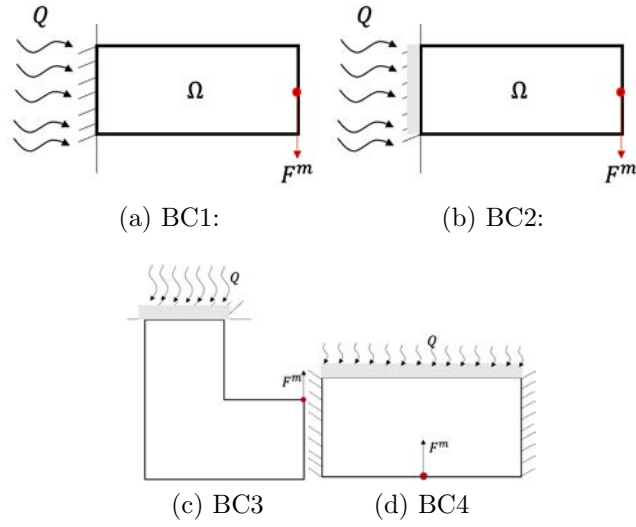 Q
Ω
F^m
Q
Ω
F^m
(a) BC1:
(b) BC2:
Q
F^m
Q
F^m
(c) BC3
(d) BC4